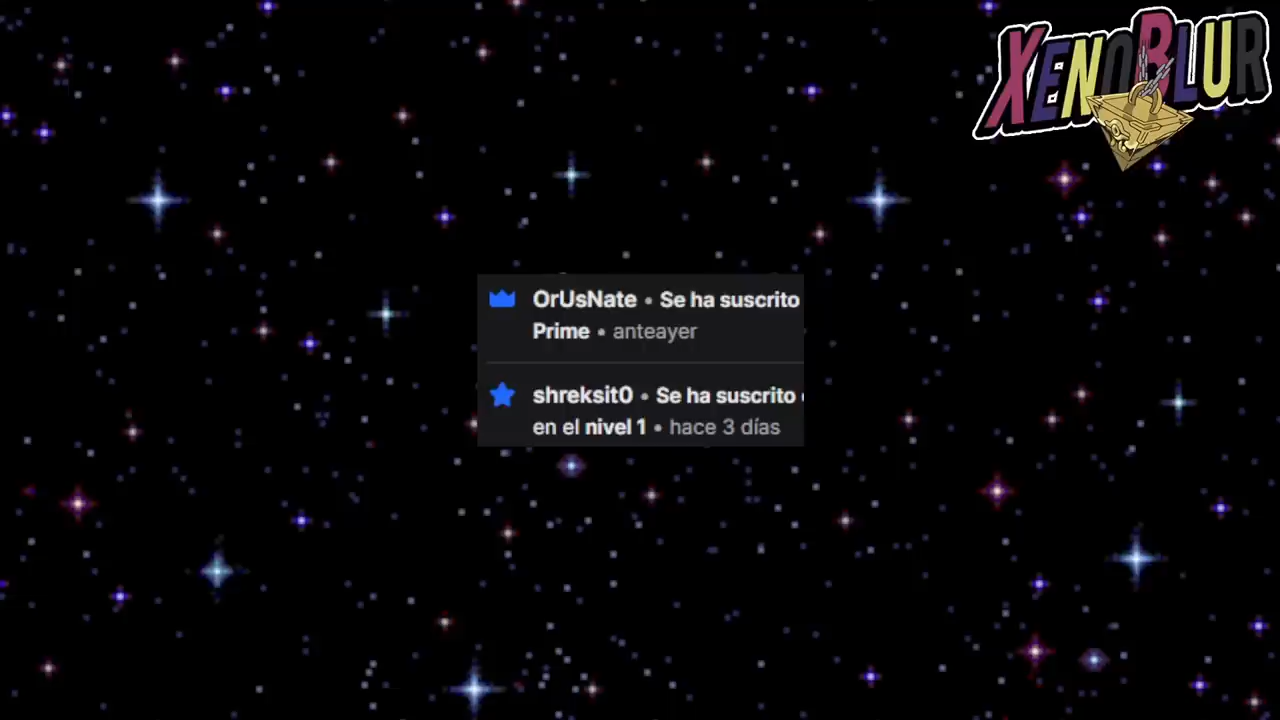 XENOBLUR
OrUsNate • Se ha suscrito
Prime • anteayer
shreksit0 • Se ha suscrito
en el nivel 1 • hace 3 días